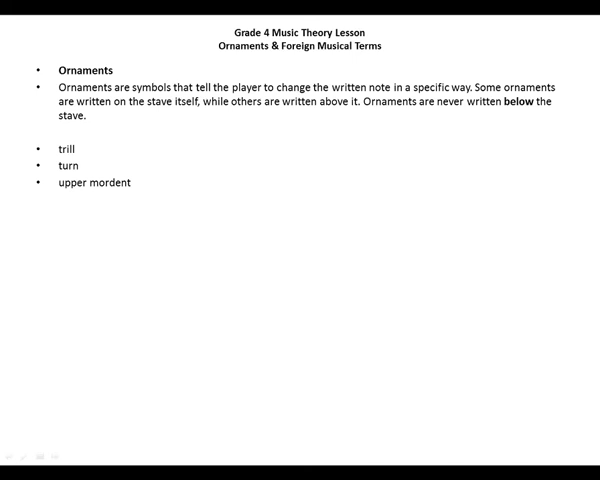 Grade 4 Music Theory Lesson
Ornaments & Foreign Musical Terms
• Ornaments
• Ornaments are symbols that tell the player to change the written note in a specific way. Some ornaments
are written on the stave itself, while others are written above it. Ornaments are never written below the
stave.
• trill
• turn
• upper mordent